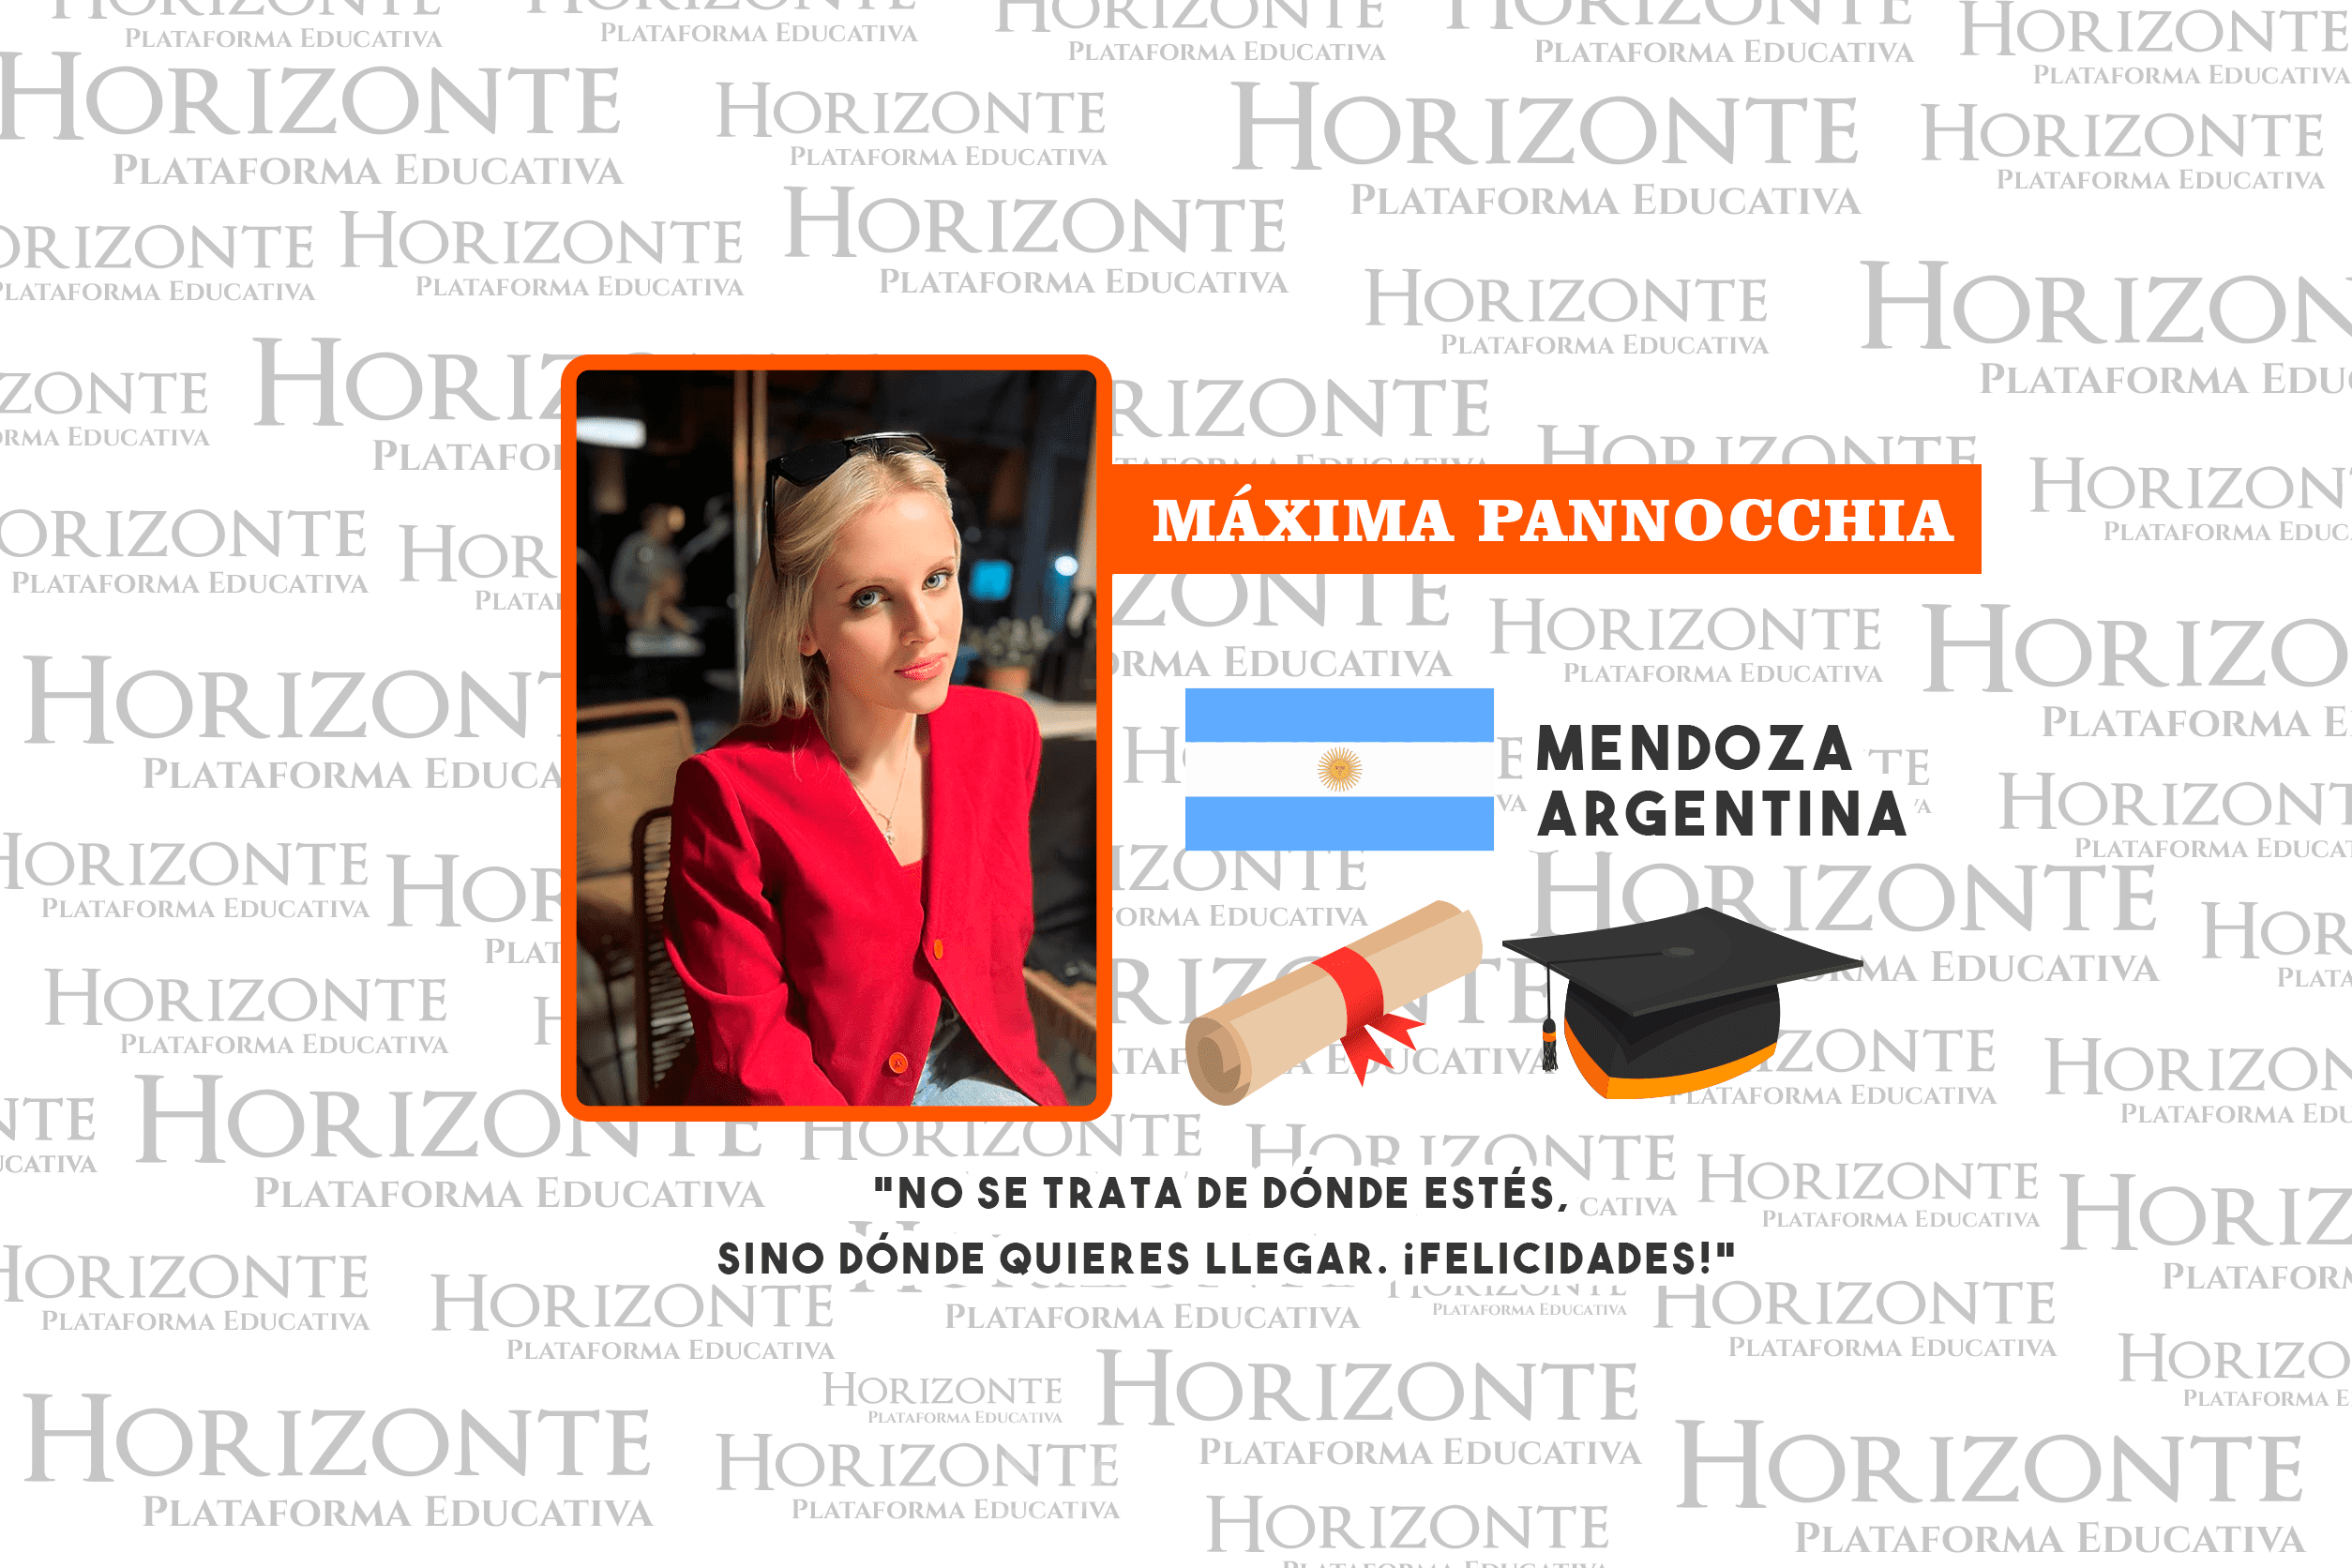 HORIZONTE
PLATAFORMA EDUCATIVA
MÁXIMA PANNOCCHIA
MENDOZA
ARGENTINA
"NO SE TRATA DE DÓNDE ESTÉS,
SINO DÓNDE QUIERES LLEGAR. ¡FELICIDADES!"